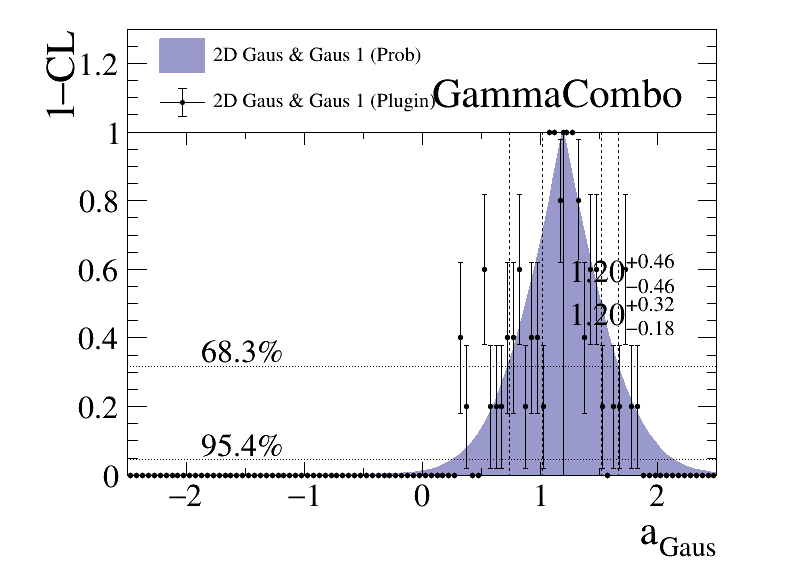 1−CL
2D Gaus & Gaus 1 (Prob)
2D Gaus & Gaus 1 (Plugin)
GammaCombo
1.2
1
0.8
0.6
0.4
0.2
0
1.20 +0.46 −0.46
1.20 +0.32 −0.18
68.3%
95.4%
−2 −1 0 1 2
a Gaus